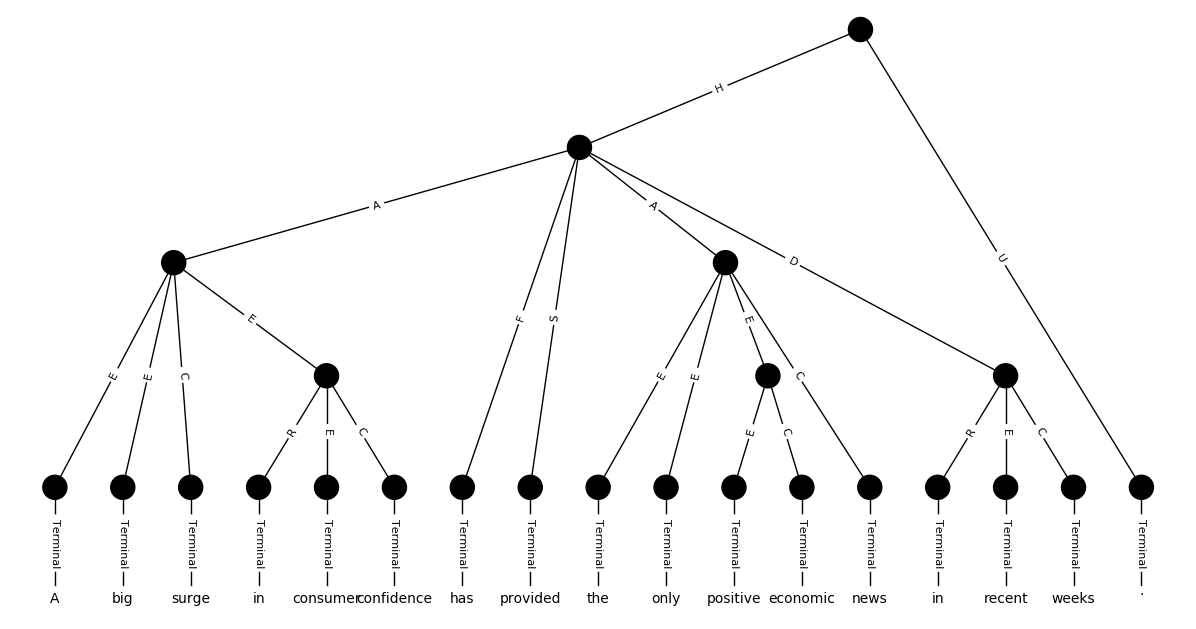 H
A
A
D
U
E
E
F
S
E
E
E
C
E
E
C
R
E
C
E
C
R
E
C
Terminal Terminal Terminal Terminal Terminal Terminal Terminal Terminal Terminal Terminal Terminal Terminal Terminal Terminal Terminal Terminal Terminal
A big surge in consumer confidence has provided the only positive economic news in recent weeks .